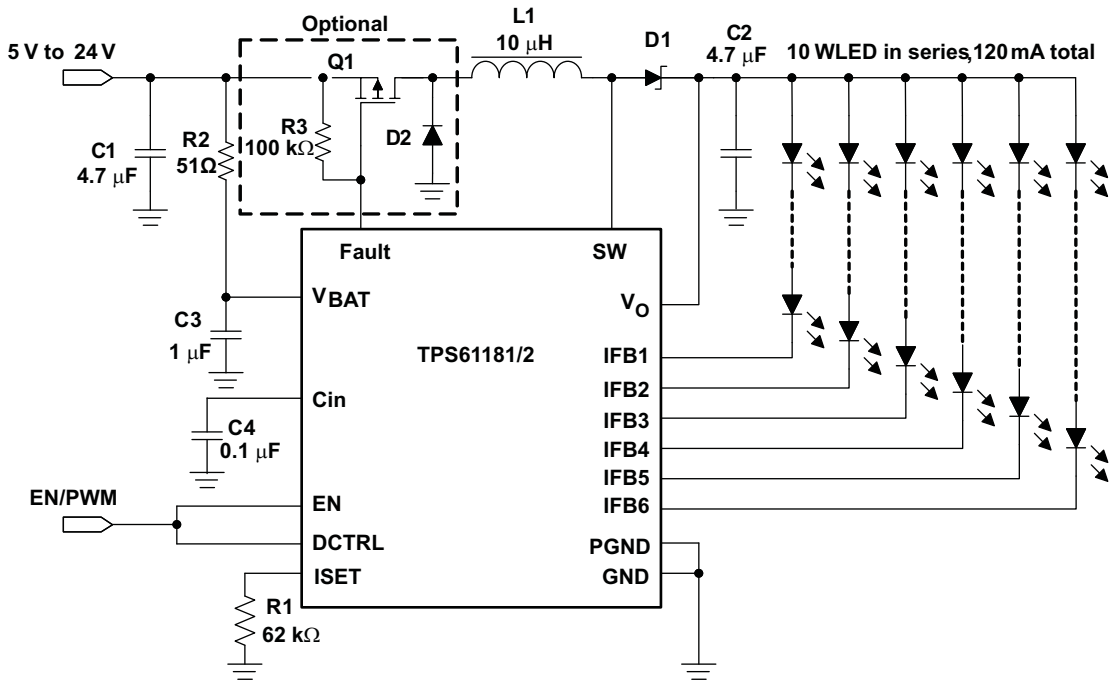 Optional
L1
10 μH
5 V to 24 V
Q1
D1
C2
4.7 μF
10 WLED in series, 120 mA total
R2
51Ω
R3
100 kΩ
D2
C1
4.7 μF
Fault
SW
VBAT
VO
C3
1 μF
TPS61181/2
IFB1
IFB2
Cin
IFB3
C4
0.1 μF
IFB4
IFB5
EN/PWM
EN
IFB6
DCTRL
PGND
ISET
GND
R1
62 kΩ